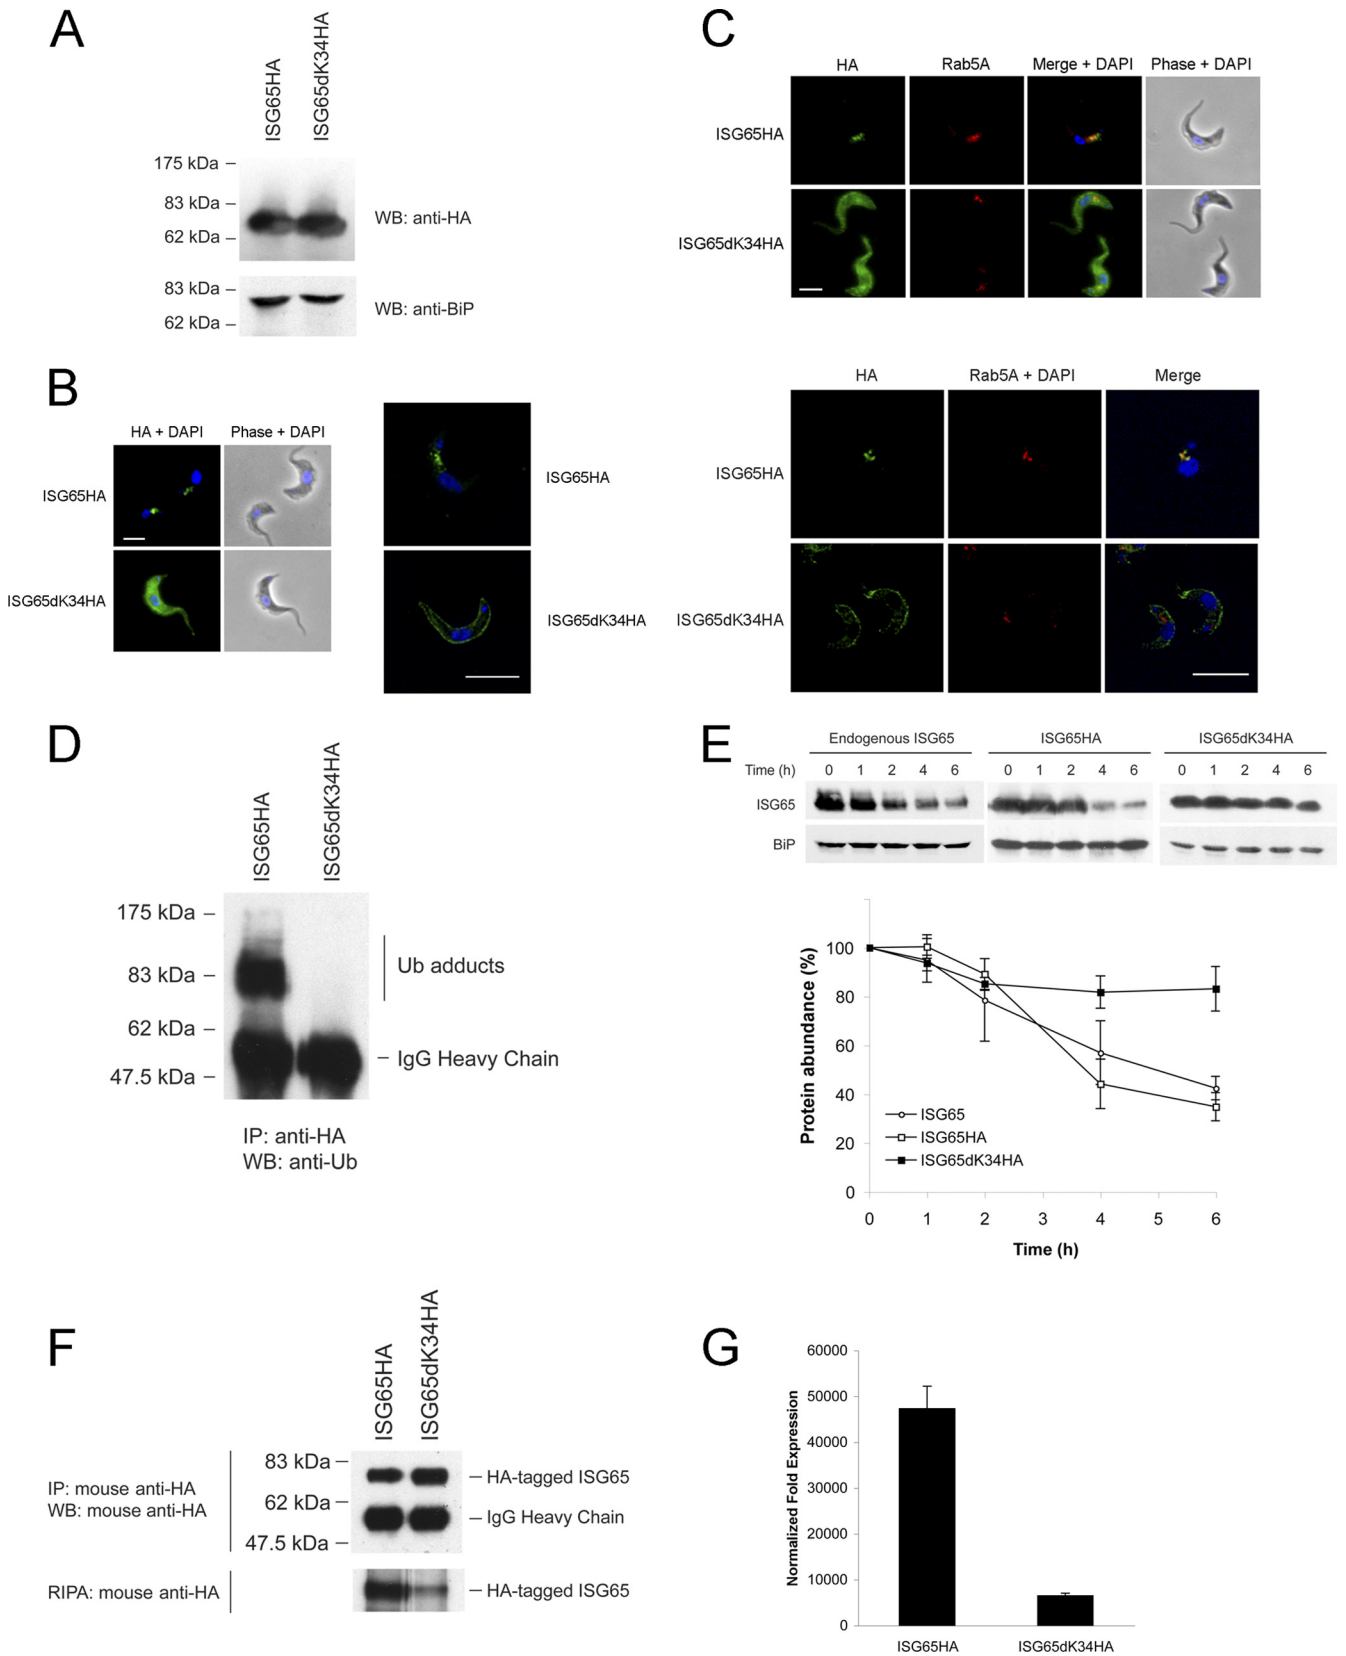 A
ISG65HA
ISG65dK34HA
175 kDa
83 kDa
62 kDa
WB: anti-HA
83 kDa
62 kDa
WB: anti-BiP
B
HA + DAPI
Phase + DAPI
ISG65HA
ISG65dK34HA
ISG65HA
ISG65dK34HA
C
HA
Rab5A
Merge + DAPI
Phase + DAPI
ISG65HA
ISG65dK34HA
HA
Rab5A + DAPI
Merge
ISG65HA
ISG65dK34HA
D
ISG65HA
ISG65dK34HA
175 kDa
83 kDa
62 kDa
47.5 kDa
Ub adducts
IgG Heavy Chain
IP: anti-HA
WB: anti-Ub
E
Endogenous ISG65
ISG65HA
ISG65dK34HA
Time (h)
0 1 2 4 6
0 1 2 4 6
0 1 2 4 6
ISG65
BiP
Protein abundance (%)
100
80
60
40
20
0
ISG65
ISG65HA
ISG65dK34HA
0 1 2 3 4 5 6
Time (h)
F
ISG65HA
ISG65dK34HA
IP: mouse anti-HA
WB: mouse anti-HA
83 kDa
62 kDa
47.5 kDa
HA-tagged ISG65
IgG Heavy Chain
RIPA: mouse anti-HA
HA-tagged ISG65
G
Normalized Fold Expression
60000
50000
40000
30000
20000
10000
0
ISG65HA
ISG65dK34HA